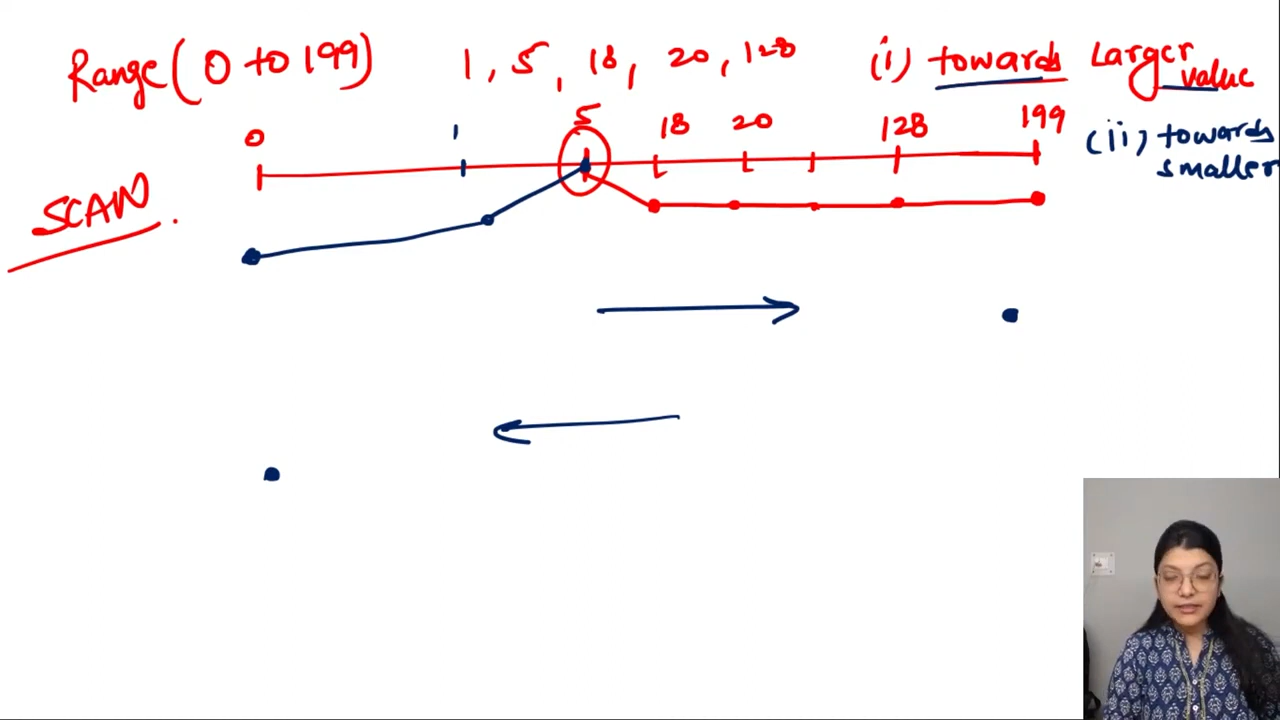 Range ( 0 to 199) 1, 5, 18, 20, 128 (i) towards Larger value
0 1 5 18 20 128 199
(ii) towards smaller
SCAN.